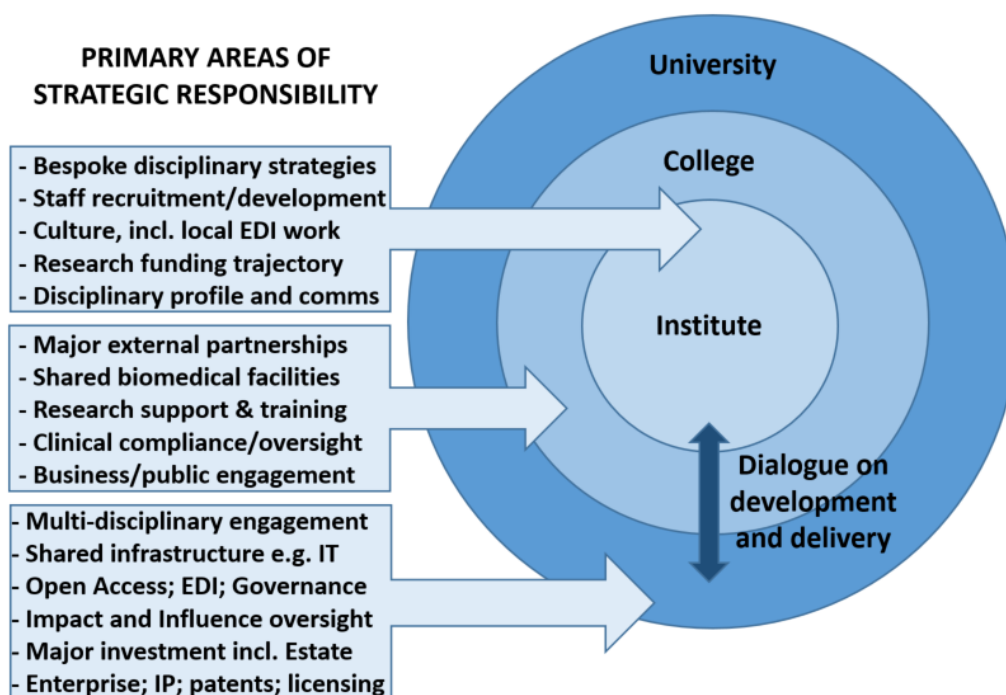 PRIMARY AREAS OF
STRATEGIC RESPONSIBILITY
- Bespoke disciplinary strategies
- Staff recruitment/development
- Culture, incl. local EDI work
- Research funding trajectory
- Disciplinary profile and comms
- Major external partnerships
- Shared biomedical facilities
- Research support & training
- Clinical compliance/oversight
- Business/public engagement
- Multi-disciplinary engagement
- Shared infrastructure e.g. IT
- Open Access; EDI; Governance
- Impact and Influence oversight
- Major investment incl. Estate
- Enterprise; IP; patents; licensing
University
College
Institute
Dialogue on
development
and delivery